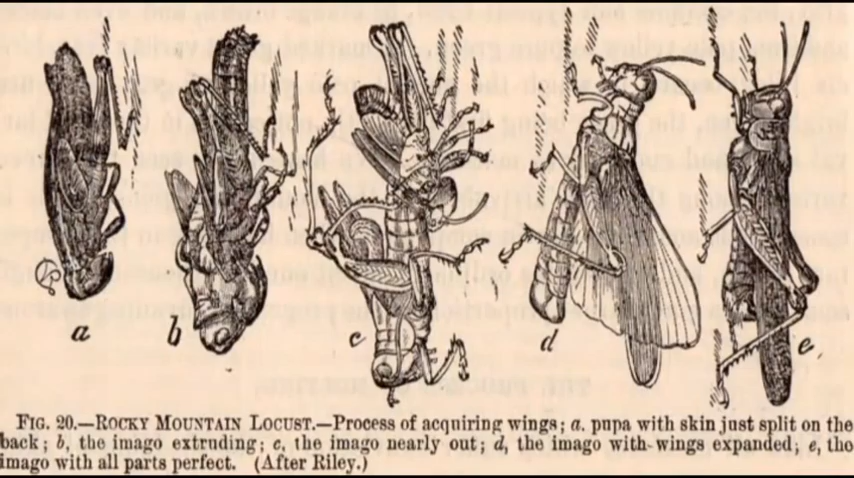 a
b
c
d
e,
FIG. 20.—ROCKY MOUNTAIN LOCUST.—Process of acquiring wings; a. pupa with skin just split on the
back; b, the imago extruding; c, the imago nearly out; d, the imago with wings expanded; e, the
imago with all parts perfect. (After Riley.)